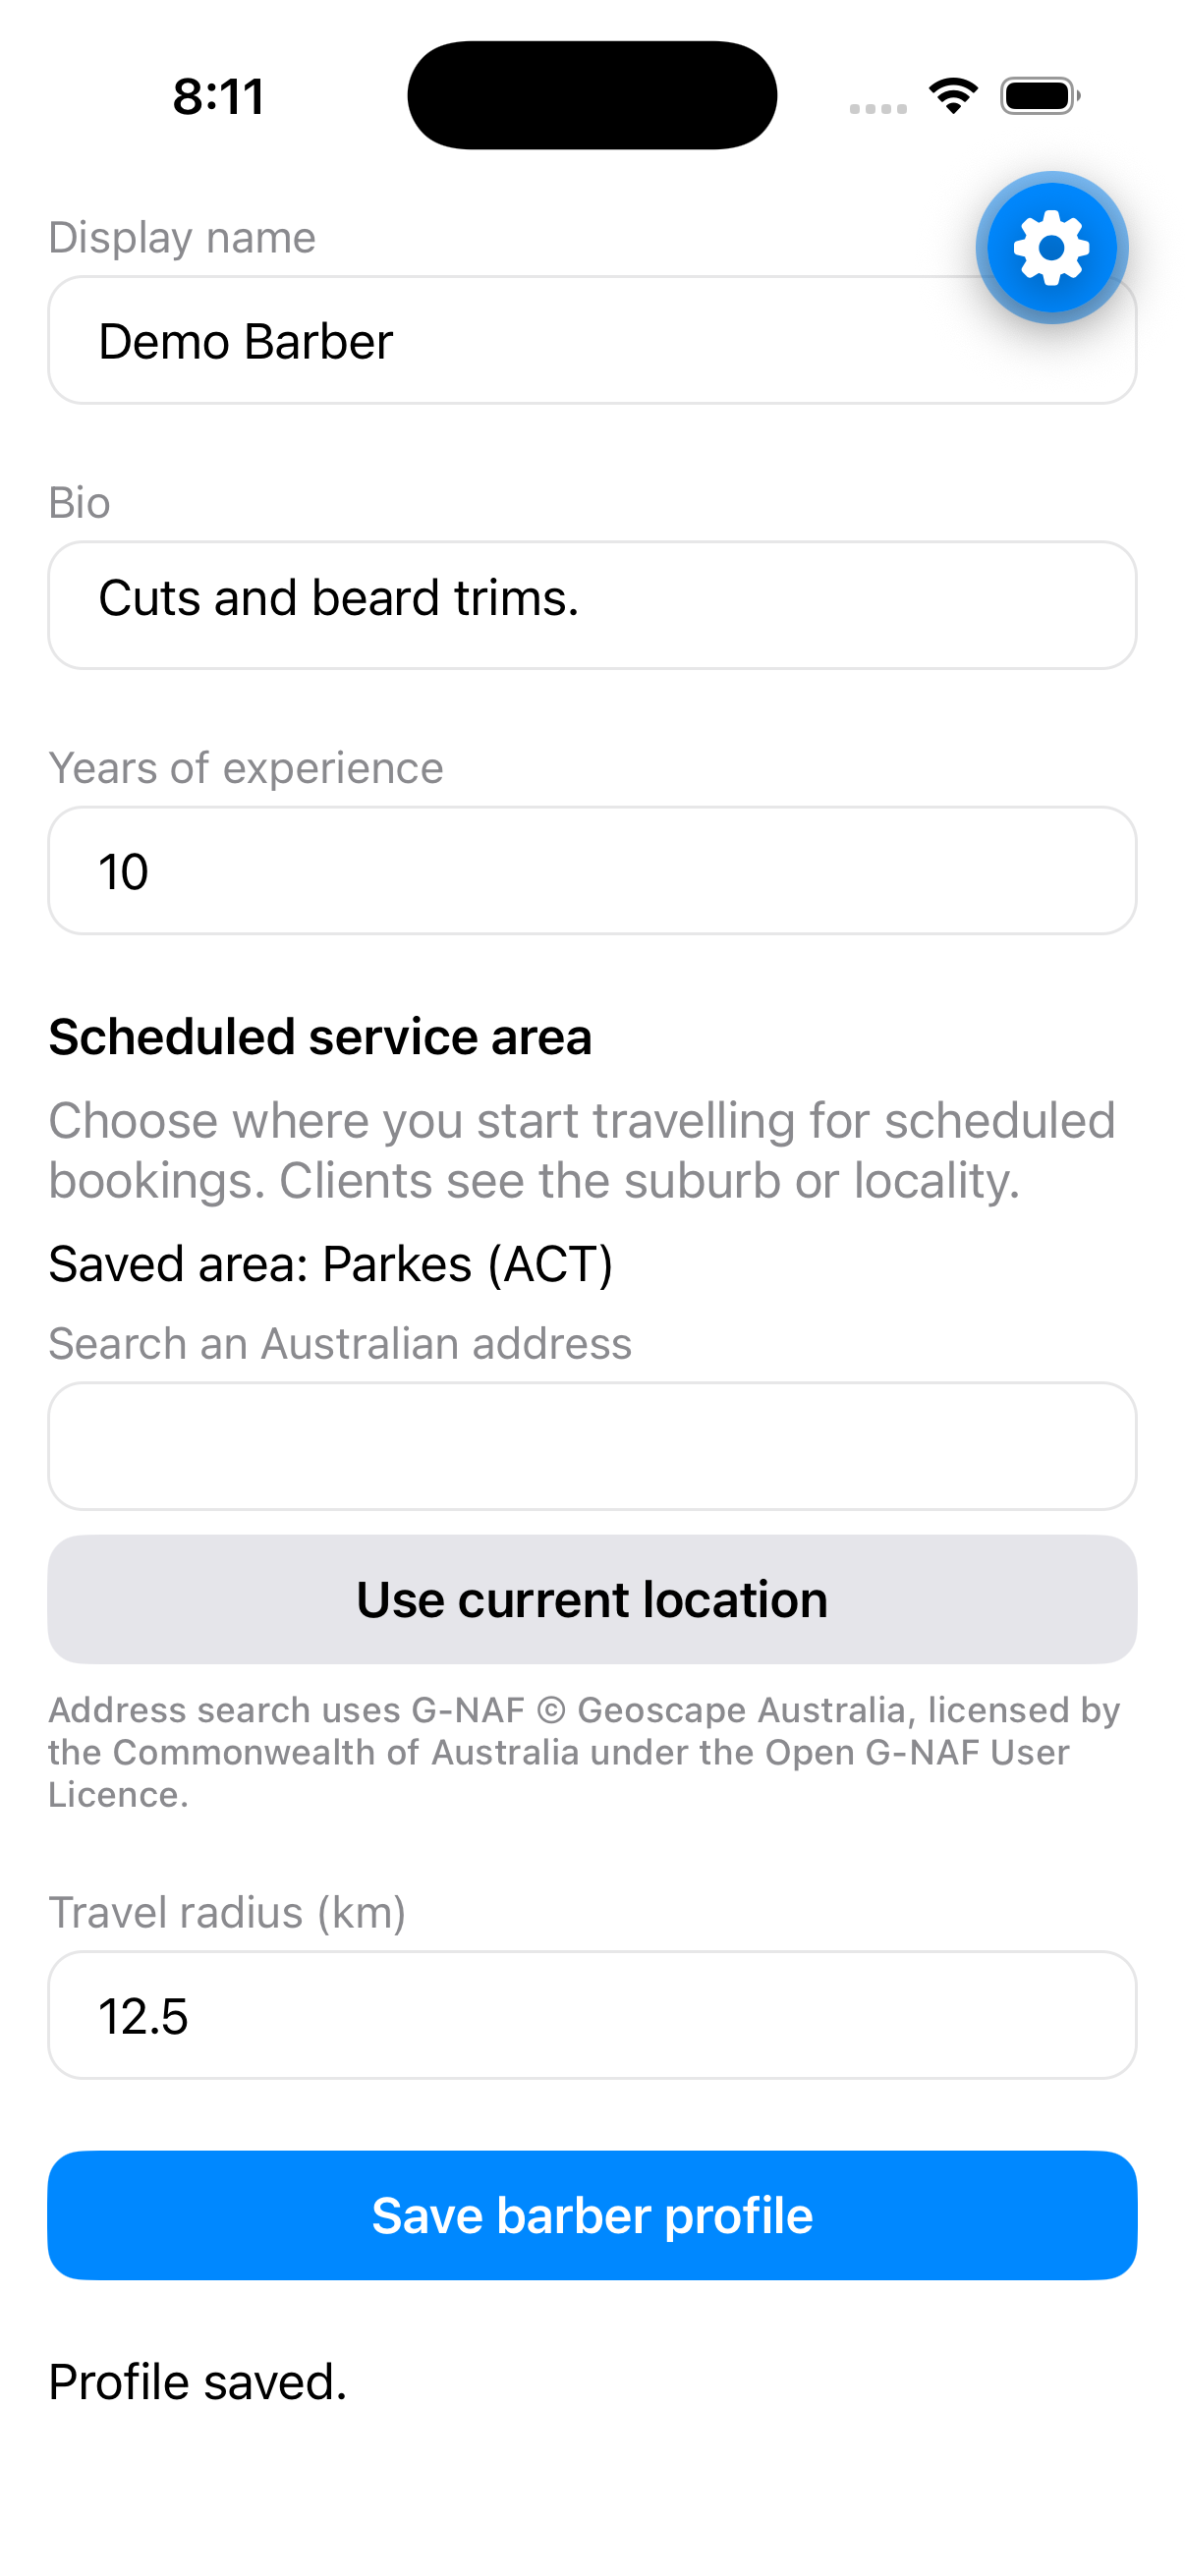 8:11
Display name
Demo Barber
Bio
Cuts and beard trims.
Years of experience
10
Scheduled service area
Choose where you start travelling for scheduled
bookings. Clients see the suburb or locality.
Saved area: Parkes (ACT)
Search an Australian address
Use current location
Address search uses G-NAF © Geoscape Australia, licensed by
the Commonwealth of Australia under the Open G-NAF User
Licence.
Travel radius (km)
12.5
Save barber profile
Profile saved.